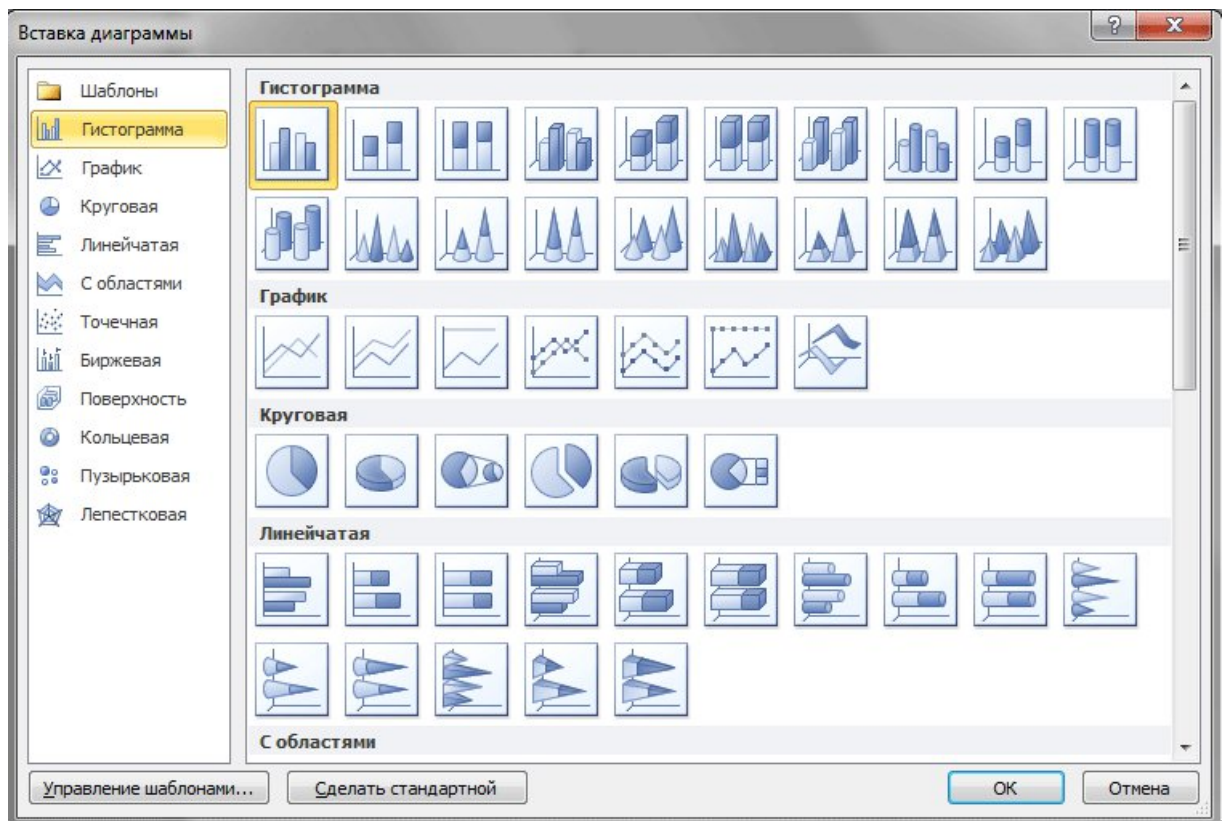 Вставка диаграммы
Шаблоны
Гистограмма
График
Круговая
Линейчатая
С областями
Точечная
Биржевая
Поверхность
Кольцевая
Пузырьковая
Лепестковая
Гистограмма
График
Круговая
Линейчатая
С областями
Управление шаблонами...
Сделать стандартной
ОК
Отмена